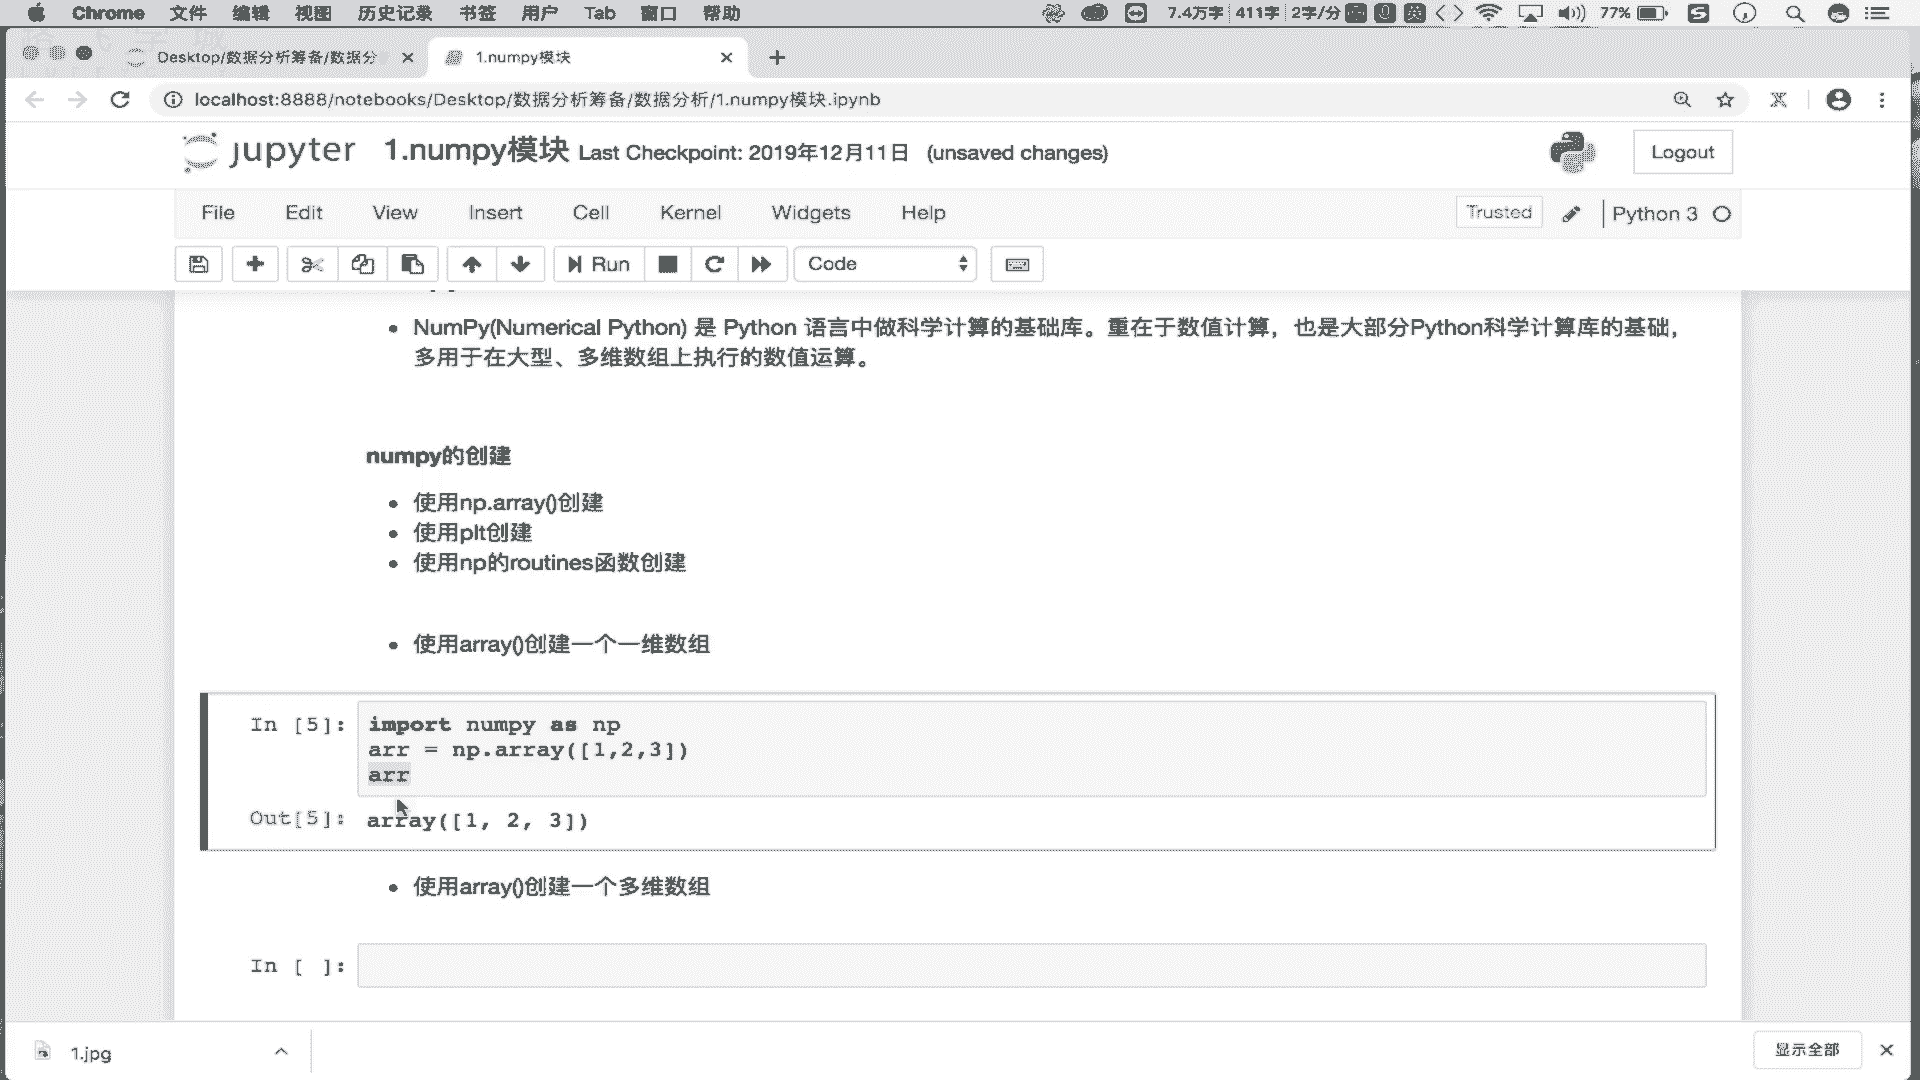 Chrome 文件 编辑 视图 历史记录 书签 用户 Tab 窗口 帮助 7.4万字 411字 2字/分 英 77%
Desktop/数据分析筹备/数据分 1.numpy模块
localhost:8888/notebooks/Desktop/数据分析筹备/数据分析/1.numpy模块.ipynb
jupyter 1.numpy模块 Last Checkpoint: 2019年12月11日 (unsaved changes) Logout
File Edit View Insert Cell Kernel Widgets Help Trusted Python 3
Run Code
• NumPy(Numerical Python) 是 Python 语言中做科学计算的基础库。重在于数值计算，也是大部分Python科学计算库的基础，
多用于在大型、多维数组上执行的数值运算。
numpy的创建
• 使用np.array()创建
• 使用plt创建
• 使用np的routines函数创建
• 使用array()创建一个一维数组
In [5]: import numpy as np
arr = np.array([1,2,3])
arr
Out[5]: array([1, 2, 3])
• 使用array()创建一个多维数组
In [ ]:
1.jpg 显示全部